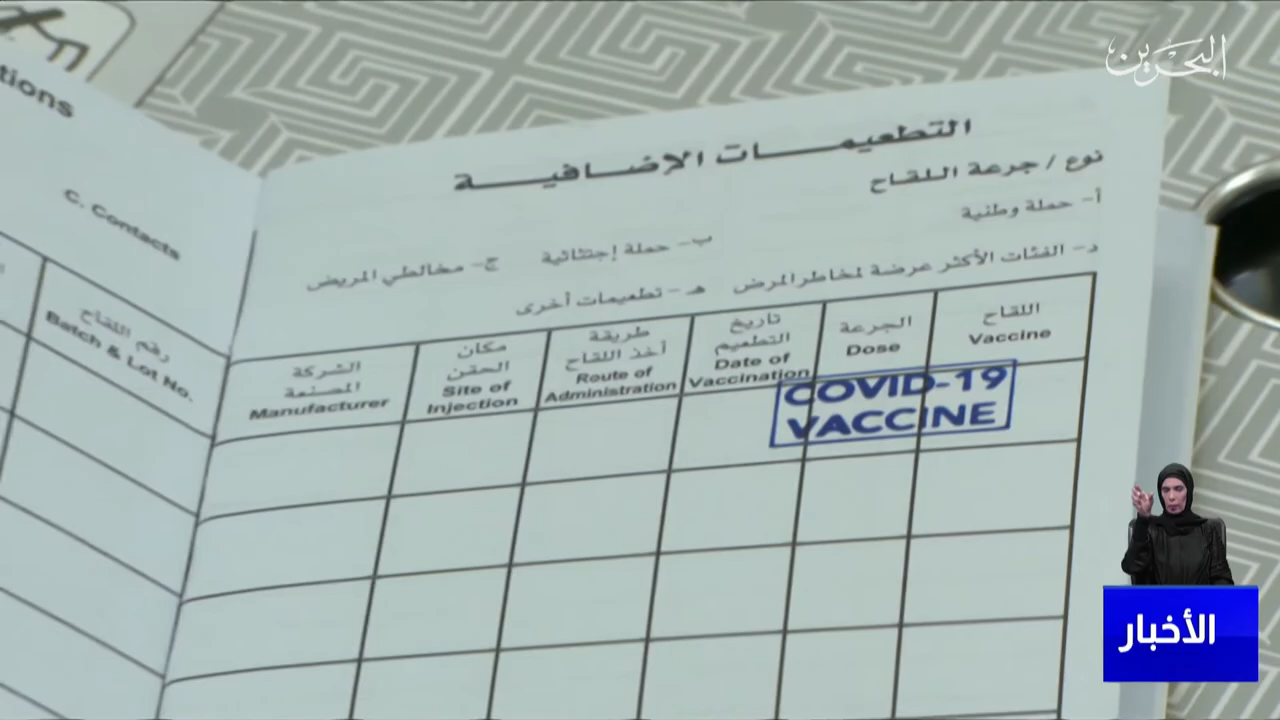 البحرين
tions
C. Contacts
رقم اللقاح
Batch & Lot No.
التطعيمـــات الإضـافيـــة
نوع / جرعة اللقاح
أ- حملة وطنية
ب- حملة إجتثاثية
ج- مخالطي المريض
د- الفئات الأكثر عرضة لمخاطر المرض
هـ- تطعيمات أخرى
اللقاح
Vaccine
الجرعة
Dose
تاريخ
التطعيم
Date of
Vaccination
طريقة
أخذ اللقاح
Route of
Administration
مكان
الحقن
Site of
Injection
الشركة
المصنعة
Manufacturer
COVID-19
VACCINE
الأخبار